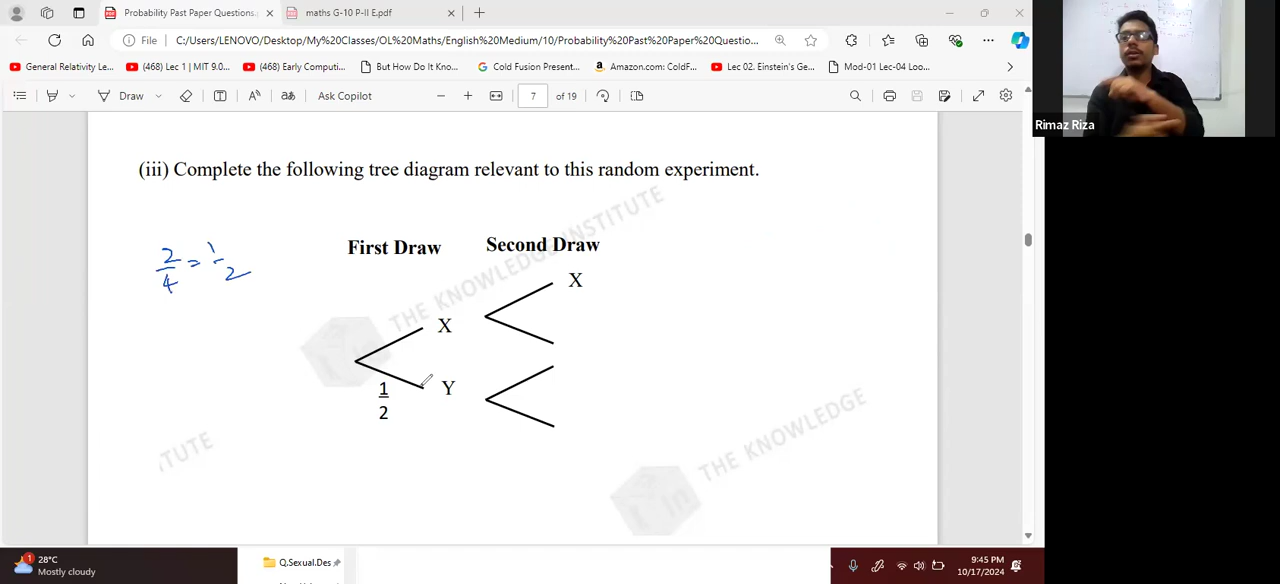 Probability Past Paper Questions.
maths G-10 P-II E.pdf
File
C:/Users/LENOVO/Desktop/My%20Classes/OL%20Maths%20English%20Medium/10/Probability%20Past%20Paper%20Questio...
General Relativity Le...
(468) Lec 1 | MIT 9.0...
(468) Early Computi...
But How Do It Kno...
Cold Fusion Present...
Amazon.com: ColdF...
Lec 02. Einstein's Ge...
Mod-01 Lec-04 Loo...
Draw
Ask Copilot
7
of 19
Rimaz Riza
(iii) Complete the following tree diagram relevant to this random experiment.
First Draw
Second Draw
2/4 = 1/2
X
X
Y
1
2
THE KNOWLEDGE INSTITUTE
THE KNOWLEDGE
TUTE
1
28°C
Mostly cloudy
Q.Sexual.Des
9:45 PM
10/17/2024